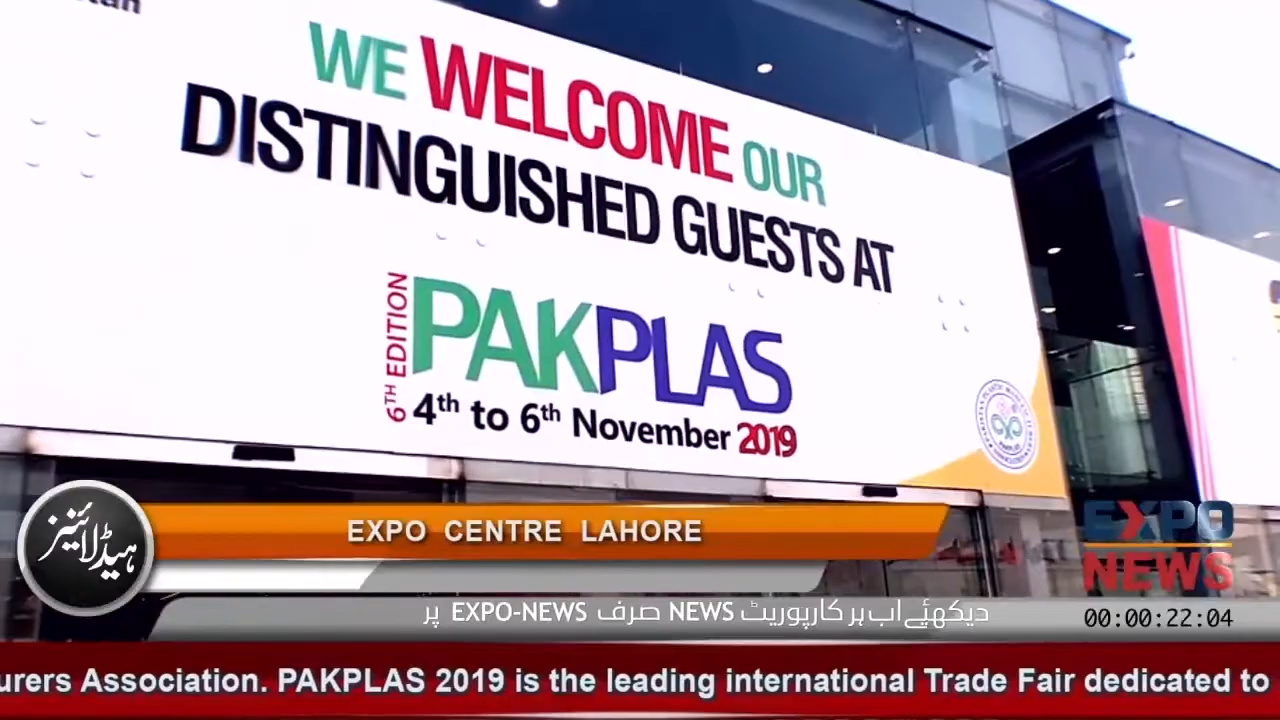 WE WELCOME OUR
DISTINGUISHED GUESTS AT
6TH EDITION
PAKPLAS
4th to 6th November 2019
EXPO CENTRE LAHORE
ہیڈلائینز
EXPO
NEWS
دیکھئے اب ہر کارپوریٹ NEWS صرف EXPO-NEWS پر
00:00:22:04
urers Association. PAKPLAS 2019 is the leading international Trade Fair dedicated to